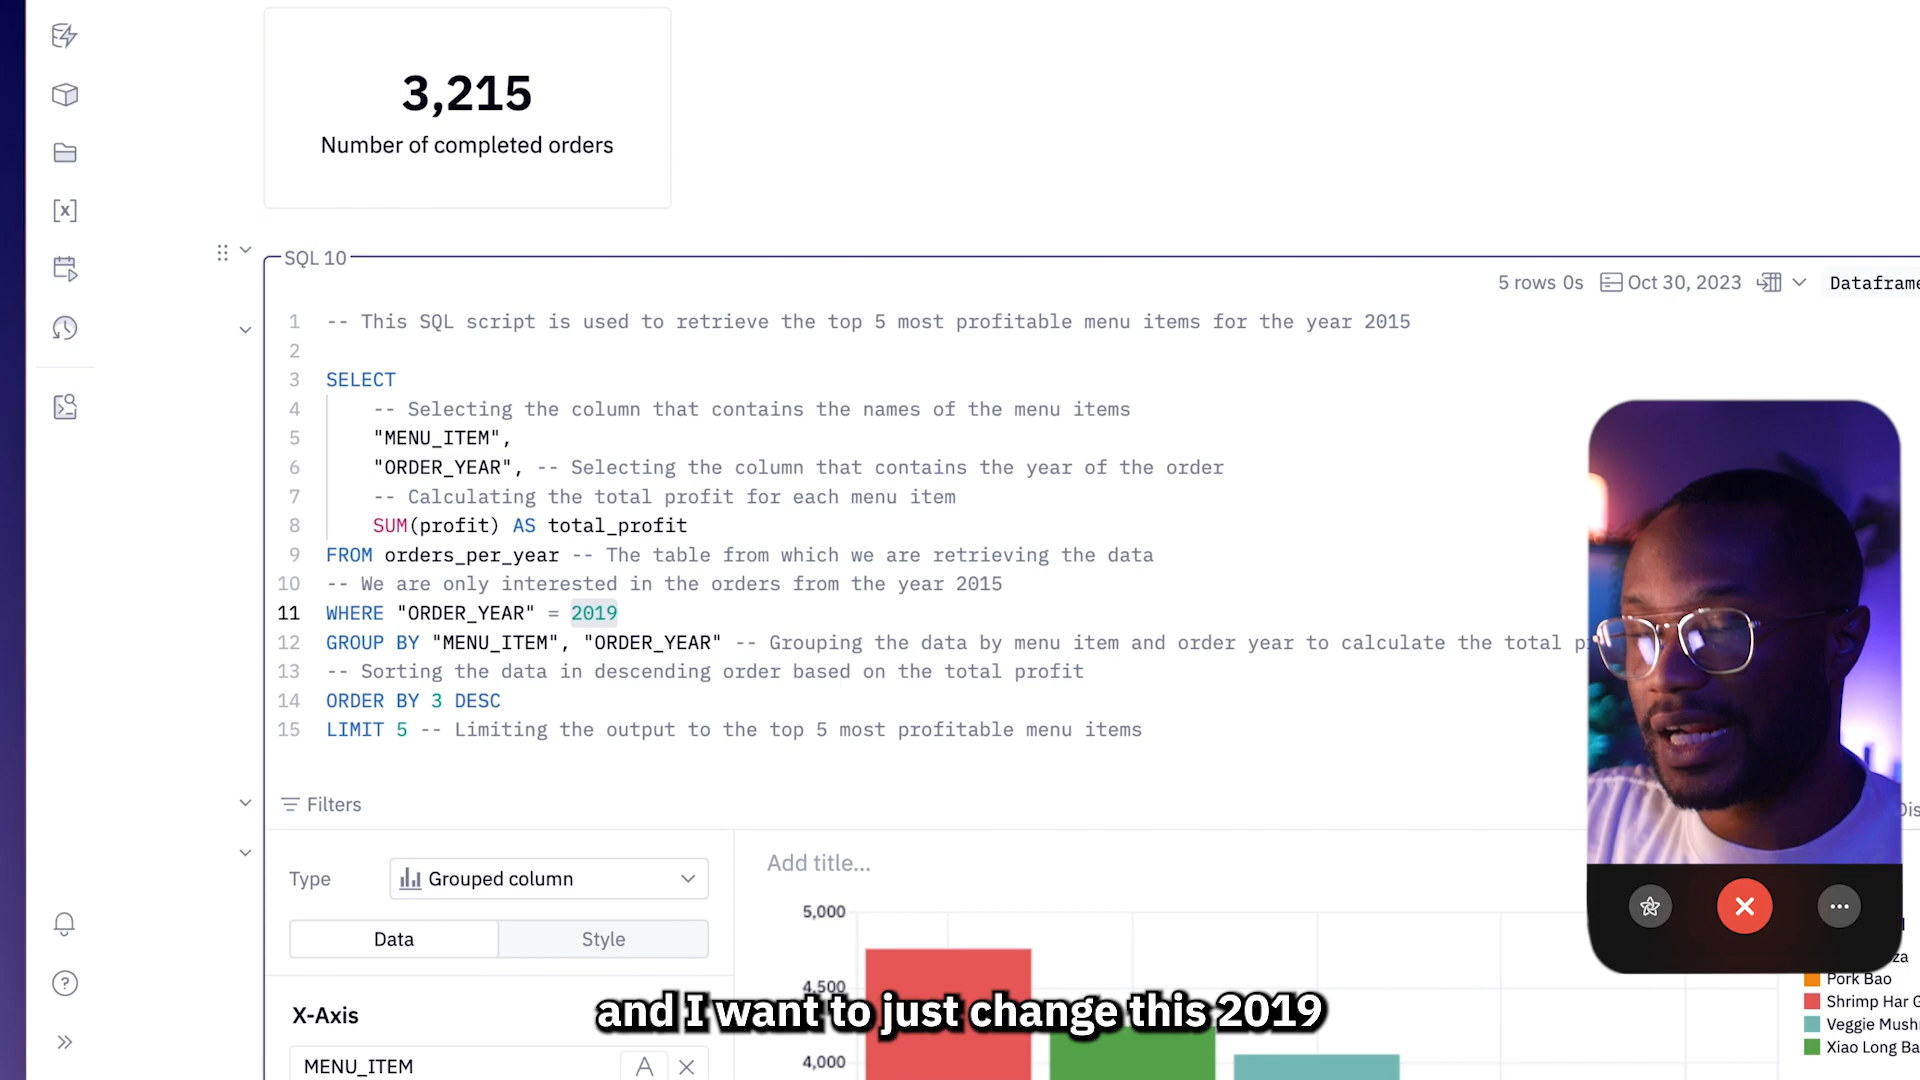 3,215
Number of completed orders
SQL 10
5 rows 0s Oct 30, 2023 Dataframe
1 -- This SQL script is used to retrieve the top 5 most profitable menu items for the year 2015
2
3 SELECT
4 -- Selecting the column that contains the names of the menu items
5 "MENU_ITEM",
6 "ORDER_YEAR", -- Selecting the column that contains the year of the order
7 -- Calculating the total profit for each menu item
8 SUM(profit) AS total_profit
9 FROM orders_per_year -- The table from which we are retrieving the data
10 -- We are only interested in the orders from the year 2015
11 WHERE "ORDER_YEAR" = 2019
12 GROUP BY "MENU_ITEM", "ORDER_YEAR" -- Grouping the data by menu item and order year to calculate the total
13 -- Sorting the data in descending order based on the total profit
14 ORDER BY 3 DESC
15 LIMIT 5 -- Limiting the output to the top 5 most profitable menu items
Filters
Type Grouped column
Data Style
X-Axis
MENU_ITEM
Add title...
5,000
4,500
4,000
Pork Bao
Shrimp Har G
Veggie Mush
Xiao Long Ba
and I want to just change this 2019